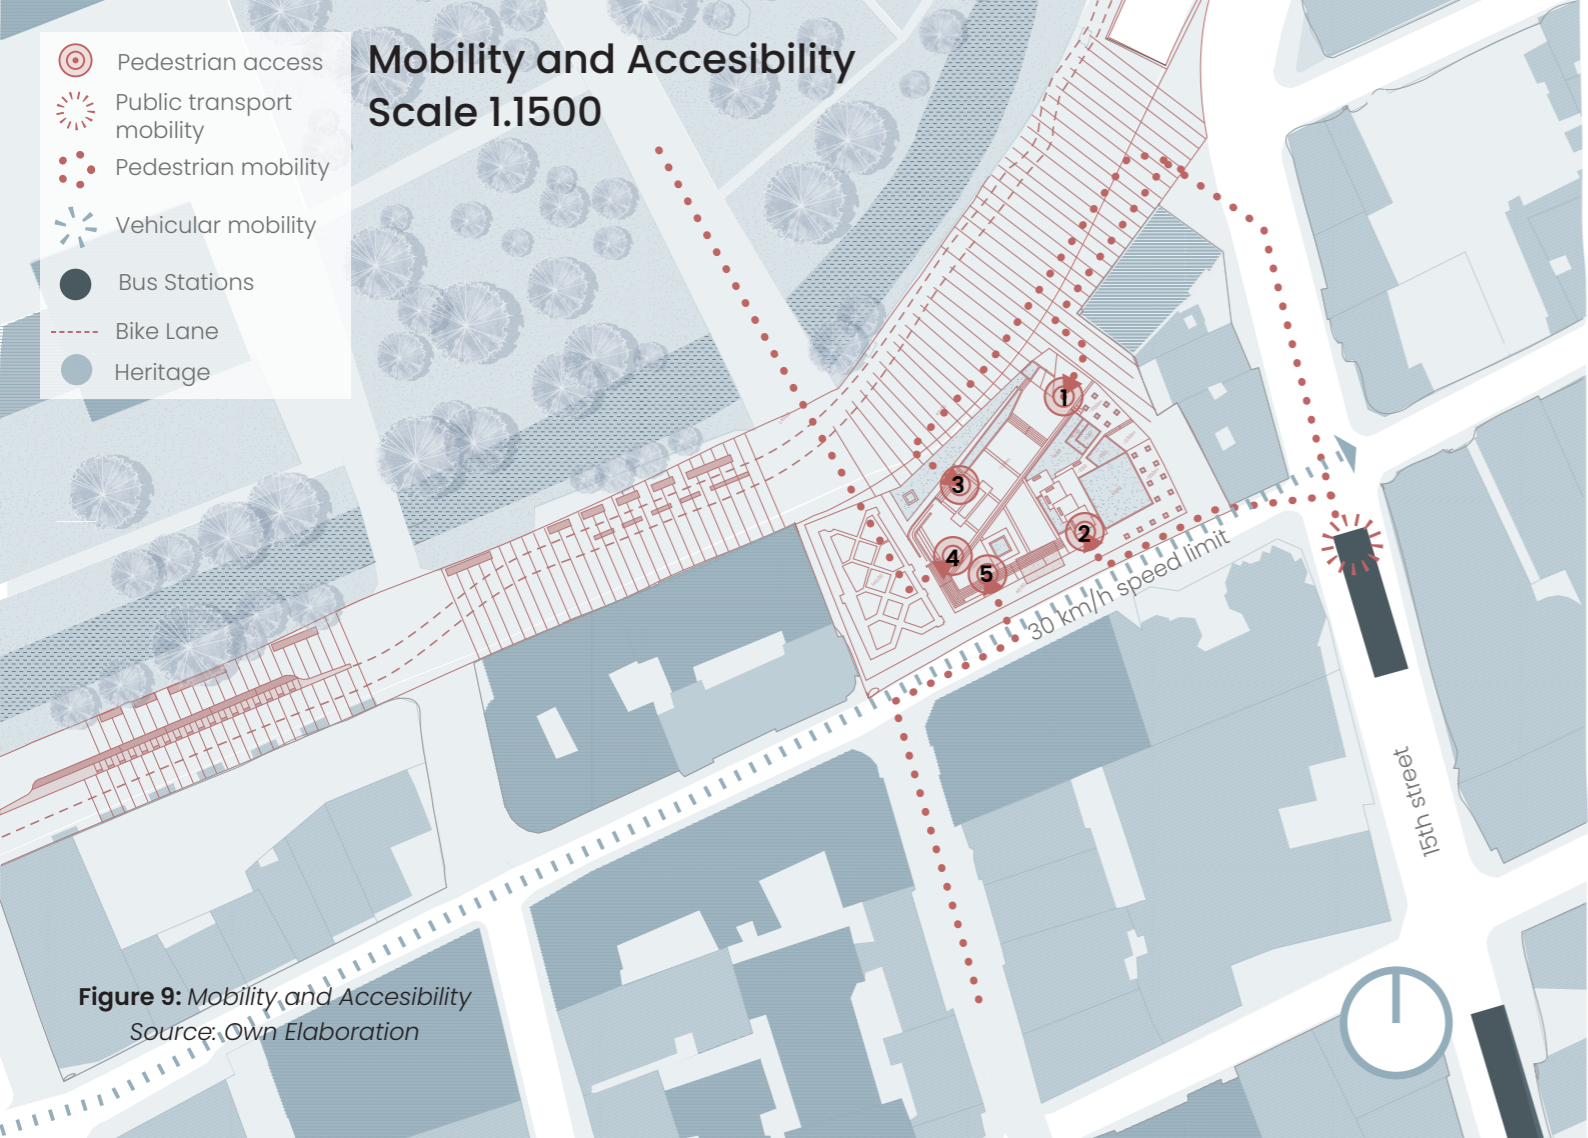 Mobility and Accesibility
Scale 1.1500
Pedestrian access
Public transport
mobility
Pedestrian mobility
Vehicular mobility
Bus Stations
Bike Lane
Heritage
1
3
2
4
5
30 km/h speed limit
15th street
Figure 9: Mobility and Accesibility
Source: Own Elaboration